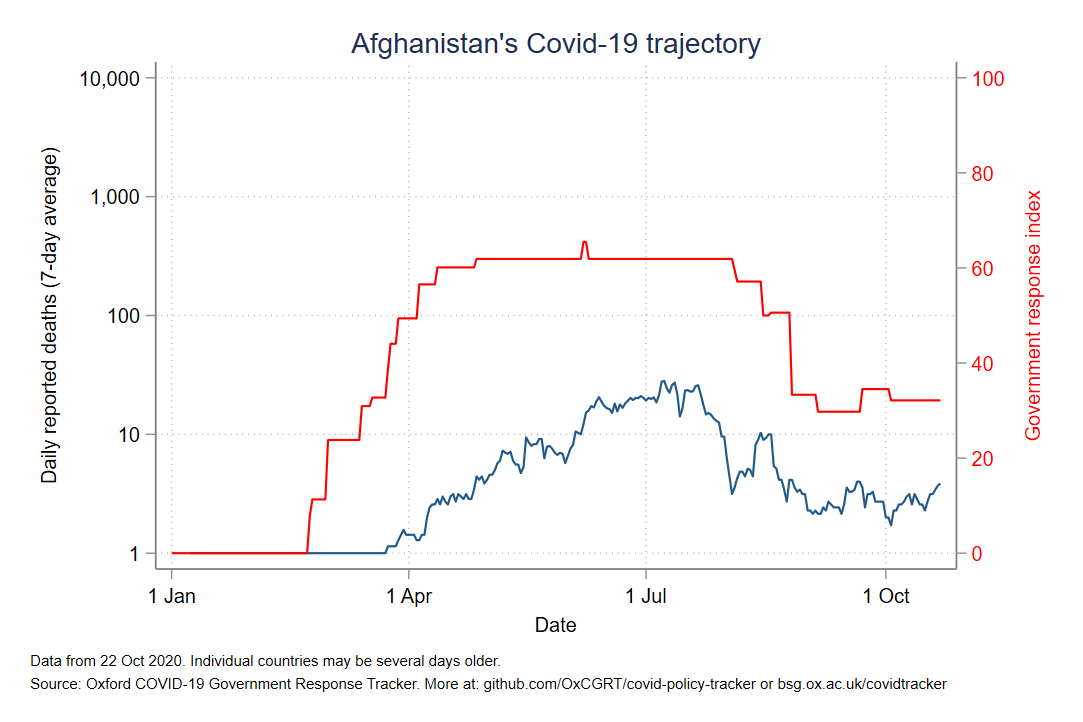 Afghanistan's Covid-19 trajectory
10,000
1,000
100
10
1
Daily reported deaths (7-day average)
100
80
60
40
20
0
Government response index
1 Jan
1 Apr
1 Jul
1 Oct
Date
Data from 22 Oct 2020. Individual countries may be several days older.
Source: Oxford COVID-19 Government Response Tracker. More at: github.com/OxCGRT/covid-policy-tracker or bsg.ox.ac.uk/covidtracker